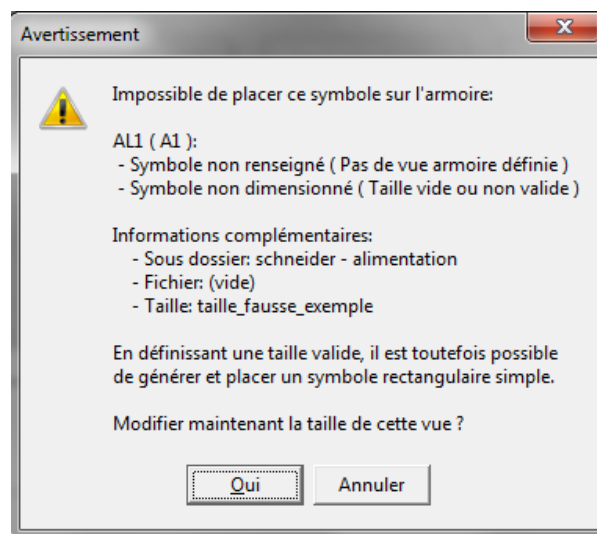 Avertissement
Impossible de placer ce symbole sur l'armoire:
AL1 ( A1 ):
- Symbole non renseigné ( Pas de vue armoire définie )
- Symbole non dimensionné ( Taille vide ou non valide )
Informations complémentaires:
- Sous dossier: schneider - alimentation
- Fichier: (vide)
- Taille: taille_fausse_exemple
En définissant une taille valide, il est toutefois possible
de générer et placer un symbole rectangulaire simple.
Modifier maintenant la taille de cette vue ?
Oui Annuler